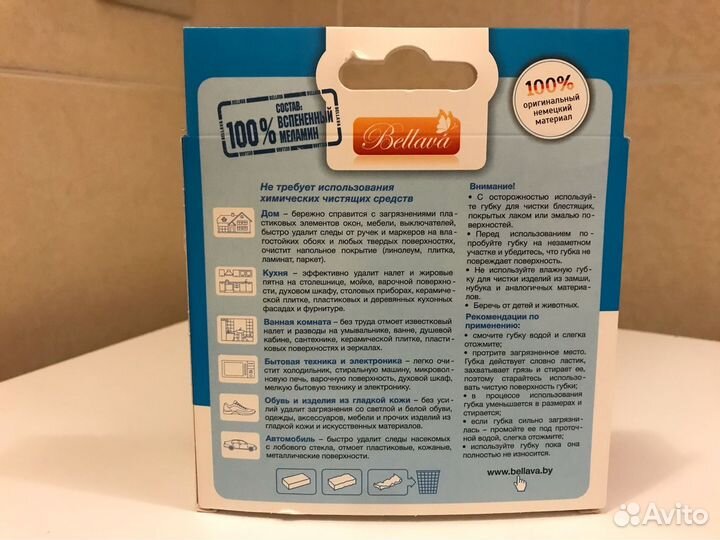 СОСТАВ:
100% ВСПЕНЕННЫЙ
МЕЛАМИН
Bellava
100%
оригинальный
немецкий
материал
Не требует использования
химических чистящих средств
Дом – бережно справится с загрязнениями пла-
стиковых элементов окон, мебели, выключателей,
быстро удалит следы от ручек и маркеров на вла-
гостойких обоях и любых твердых поверхностях,
очистит напольное покрытие (линолеум, плитка,
ламинат, паркет).
Кухня – эффективно удалит налет и жировые
пятна на столешнице, мойке, варочной поверхно-
сти, духовом шкафу, столовых приборах, керамиче-
ской плитке, пластиковых и деревянных кухонных
фасадах и фурнитуре.
Ванная комната – без труда отмоет известковый
налет и разводы на умывальнике, ванне, душевой
кабине, сантехнике, керамической плитке, пласти-
ковых поверхностях и зеркалах.
Бытовая техника и электроника – легко очи-
стит холодильник, стиральную машину, микровол-
новую печь, варочную поверхность, духовой шкаф,
мелкую бытовую технику и электронику.
Обувь и изделия из гладкой кожи – без уси-
лий удалит загрязнения со светлой и белой обуви,
одежды, аксессуаров, мебели и прочих изделий из
гладкой кожи и искусственных материалов.
Автомобиль – быстро удалит следы насекомых
с лобового стекла, отмоет пластиковые, кожаные,
металлические поверхности.
Внимание!
• С осторожностью используй-
те губку для чистки блестящих,
покрытых лаком или эмалью по-
верхностей.
• Перед использованием по-
пробуйте губку на незаметном
участке и убедитесь, что губка не
повреждает поверхность.
• Не используйте влажную губ-
ку для чистки изделий из замши,
нубука и аналогичных материа-
лов.
• Беречь от детей и животных.
Рекомендации по
применению:
• смочите губку водой и слегка
отожмите;
• протрите загрязненное место.
Губка действует словно ластик,
захватывает грязь и стирает ее,
поэтому старайтесь использо-
вать чистую поверхность губки;
• в процессе использования
губка уменьшается в размерах и
стирается;
• если губка сильно загрязни-
лась – промойте ее под проточ-
ной водой, слегка отожмите;
• используйте губку пока она
полностью не износится.
www.bellava.by
Avito